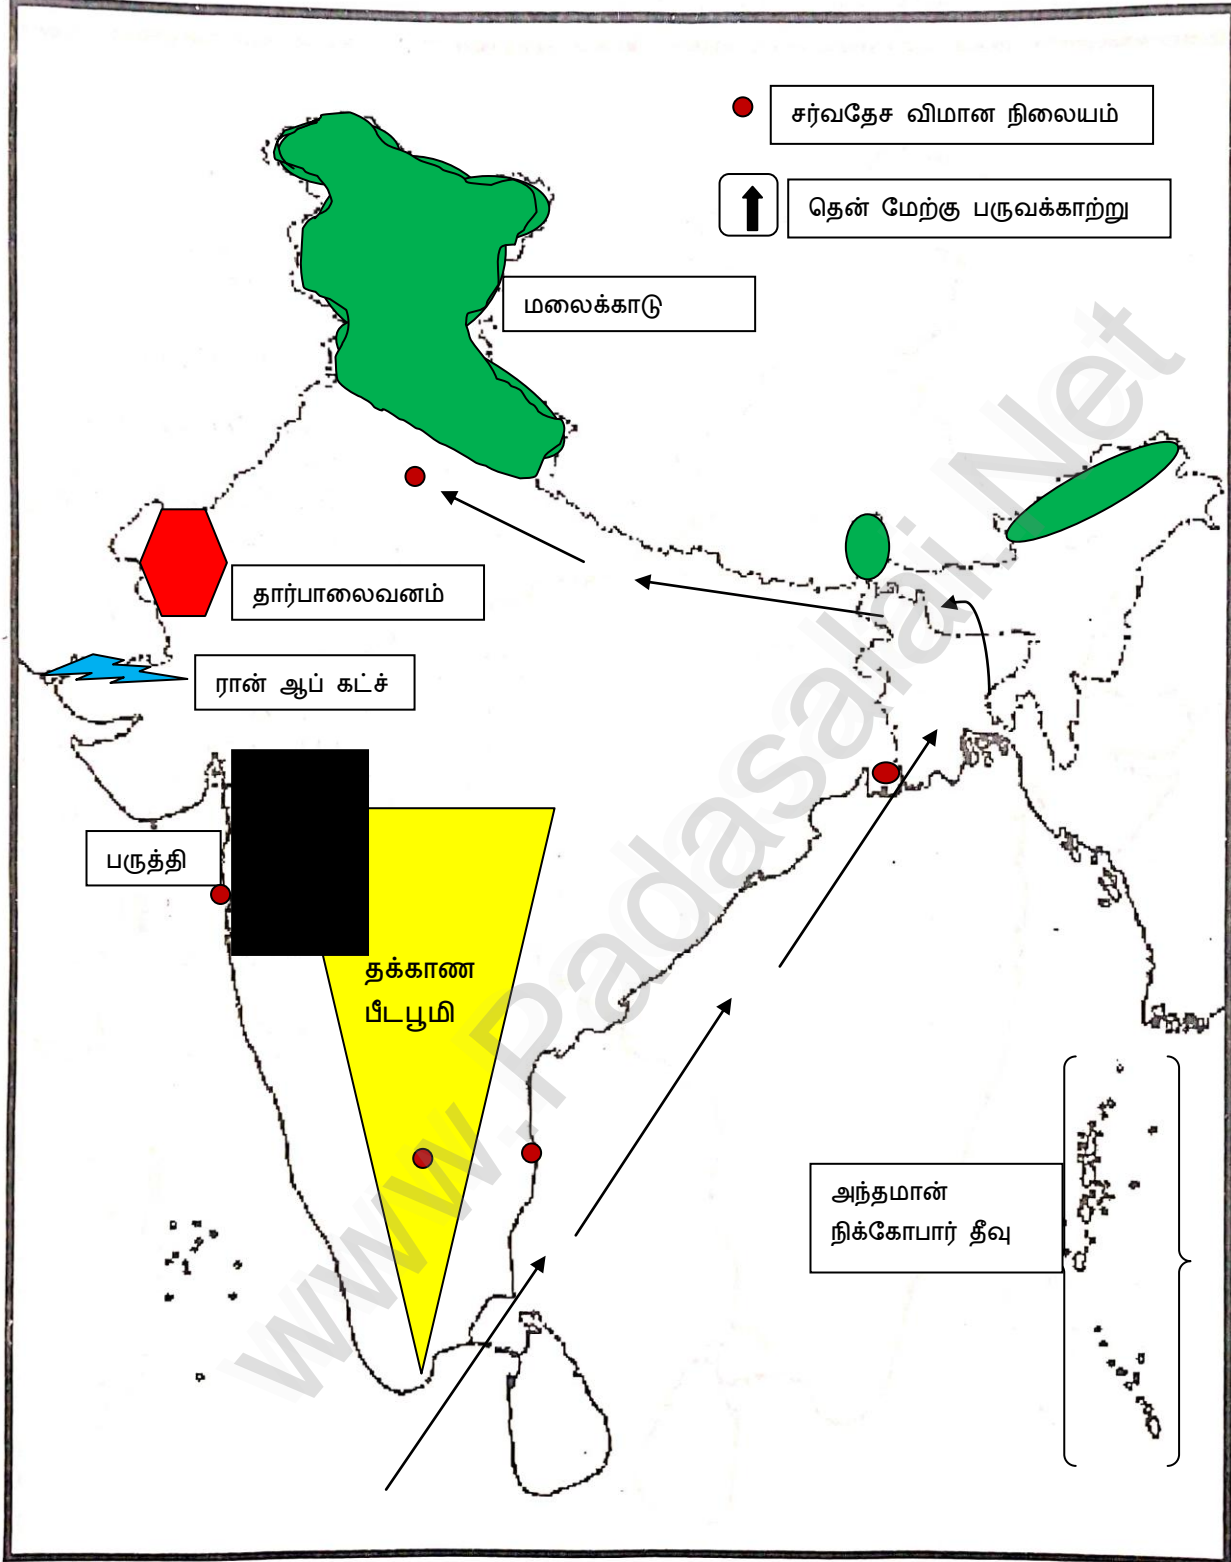 சர்வதேச விமான நிலையம்
தென் மேற்கு பருவக்காற்று
மலைக்காடு
தார்பாலைவனம்
ரான் ஆப் கட்ச்
பருத்தி
தக்காண
பீடபூமி
அந்தமான்
நிக்கோபார் தீவு
www.Padasalai.Net